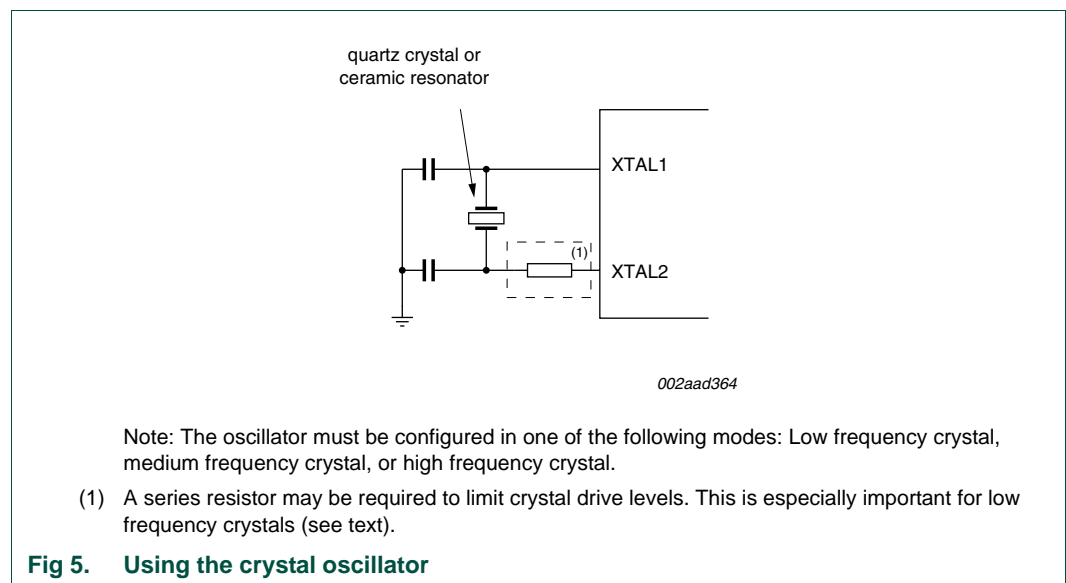 quartz crystal or
ceramic resonator
XTAL1
(1)
XTAL2
002aad364
Note: The oscillator must be configured in one of the following modes: Low frequency crystal,
medium frequency crystal, or high frequency crystal.
(1) A series resistor may be required to limit crystal drive levels. This is especially important for low
frequency crystals (see text).
Fig 5. Using the crystal oscillator